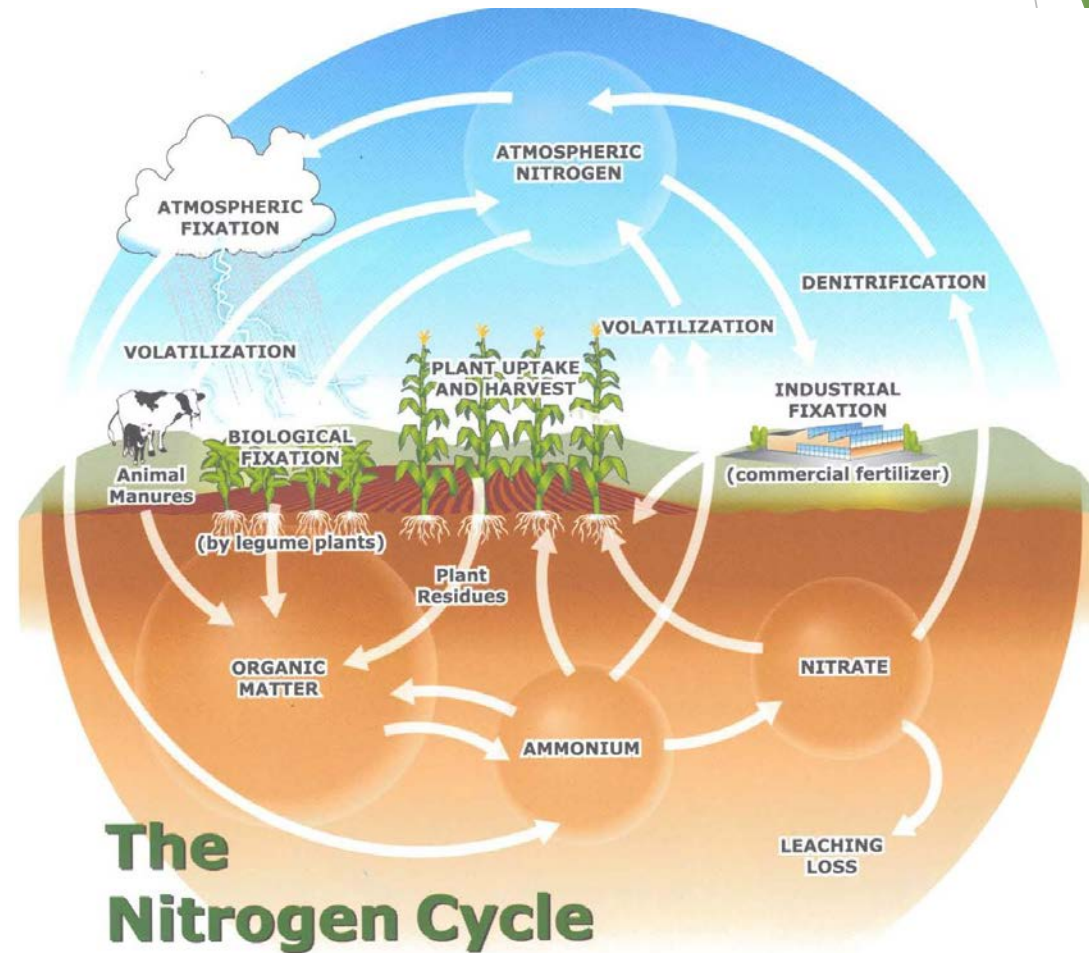 ATMOSPHERIC
NITROGEN
ATMOSPHERIC
FIXATION
DENITRIFICATION
VOLATILIZATION
VOLATILIZATION
PLANT UPTAKE
AND HARVEST
INDUSTRIAL
FIXATION
(commercial fertilizer)
BIOLOGICAL
FIXATION
Animal
Manures
(by legume plants)
Plant
Residues
ORGANIC
MATTER
NITRATE
AMMONIUM
LEACHING
LOSS
The
Nitrogen Cycle